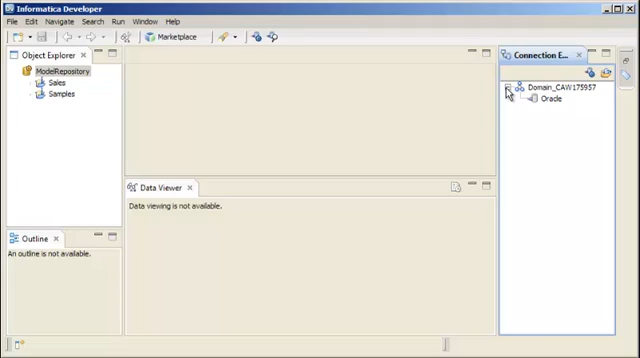 Informatica Developer
File Edit Navigate Search Run Window Help
Marketplace
Object Explorer
ModelRepository
Sales
Samples
Connection E...
Domain_CAW175957
Oracle
Data Viewer
Data viewing is not available.
Outline
An outline is not available.